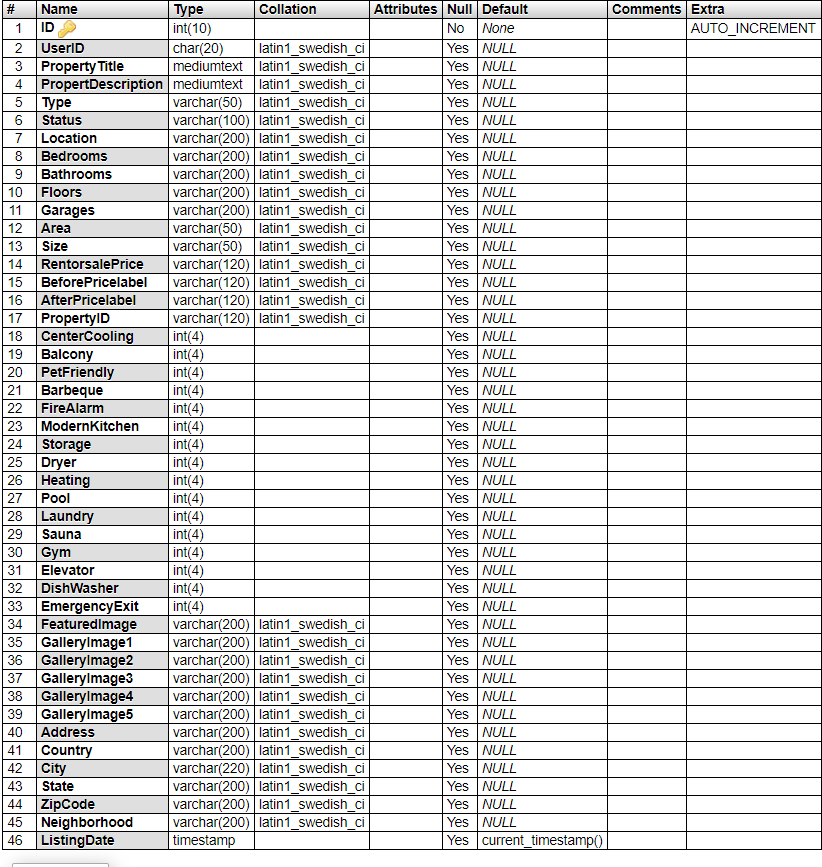 # Name Type Collation Attributes Null Default Comments Extra
1 ID int(10) No None AUTO_INCREMENT
2 UserID char(20) latin1_swedish_ci Yes NULL
3 PropertyTitle mediumtext latin1_swedish_ci Yes NULL
4 PropertDescription mediumtext latin1_swedish_ci Yes NULL
5 Type varchar(50) latin1_swedish_ci Yes NULL
6 Status varchar(100) latin1_swedish_ci Yes NULL
7 Location varchar(200) latin1_swedish_ci Yes NULL
8 Bedrooms varchar(200) latin1_swedish_ci Yes NULL
9 Bathrooms varchar(200) latin1_swedish_ci Yes NULL
10 Floors varchar(200) latin1_swedish_ci Yes NULL
11 Garages varchar(200) latin1_swedish_ci Yes NULL
12 Area varchar(50) latin1_swedish_ci Yes NULL
13 Size varchar(50) latin1_swedish_ci Yes NULL
14 RentorsalePrice varchar(120) latin1_swedish_ci Yes NULL
15 BeforePricelabel varchar(120) latin1_swedish_ci Yes NULL
16 AfterPricelabel varchar(120) latin1_swedish_ci Yes NULL
17 PropertyID varchar(120) latin1_swedish_ci Yes NULL
18 CenterCooling int(4) Yes NULL
19 Balcony int(4) Yes NULL
20 PetFriendly int(4) Yes NULL
21 Barbeque int(4) Yes NULL
22 FireAlarm int(4) Yes NULL
23 ModernKitchen int(4) Yes NULL
24 Storage int(4) Yes NULL
25 Dryer int(4) Yes NULL
26 Heating int(4) Yes NULL
27 Pool int(4) Yes NULL
28 Laundry int(4) Yes NULL
29 Sauna int(4) Yes NULL
30 Gym int(4) Yes NULL
31 Elevator int(4) Yes NULL
32 DishWasher int(4) Yes NULL
33 EmergencyExit int(4) Yes NULL
34 FeaturedImage varchar(200) latin1_swedish_ci Yes NULL
35 GalleryImage1 varchar(200) latin1_swedish_ci Yes NULL
36 GalleryImage2 varchar(200) latin1_swedish_ci Yes NULL
37 GalleryImage3 varchar(200) latin1_swedish_ci Yes NULL
38 GalleryImage4 varchar(200) latin1_swedish_ci Yes NULL
39 GalleryImage5 varchar(200) latin1_swedish_ci Yes NULL
40 Address varchar(200) latin1_swedish_ci Yes NULL
41 Country varchar(200) latin1_swedish_ci Yes NULL
42 City varchar(220) latin1_swedish_ci Yes NULL
43 State varchar(200) latin1_swedish_ci Yes NULL
44 ZipCode varchar(200) latin1_swedish_ci Yes NULL
45 Neighborhood varchar(200) latin1_swedish_ci Yes NULL
46 ListingDate timestamp Yes current_timestamp()